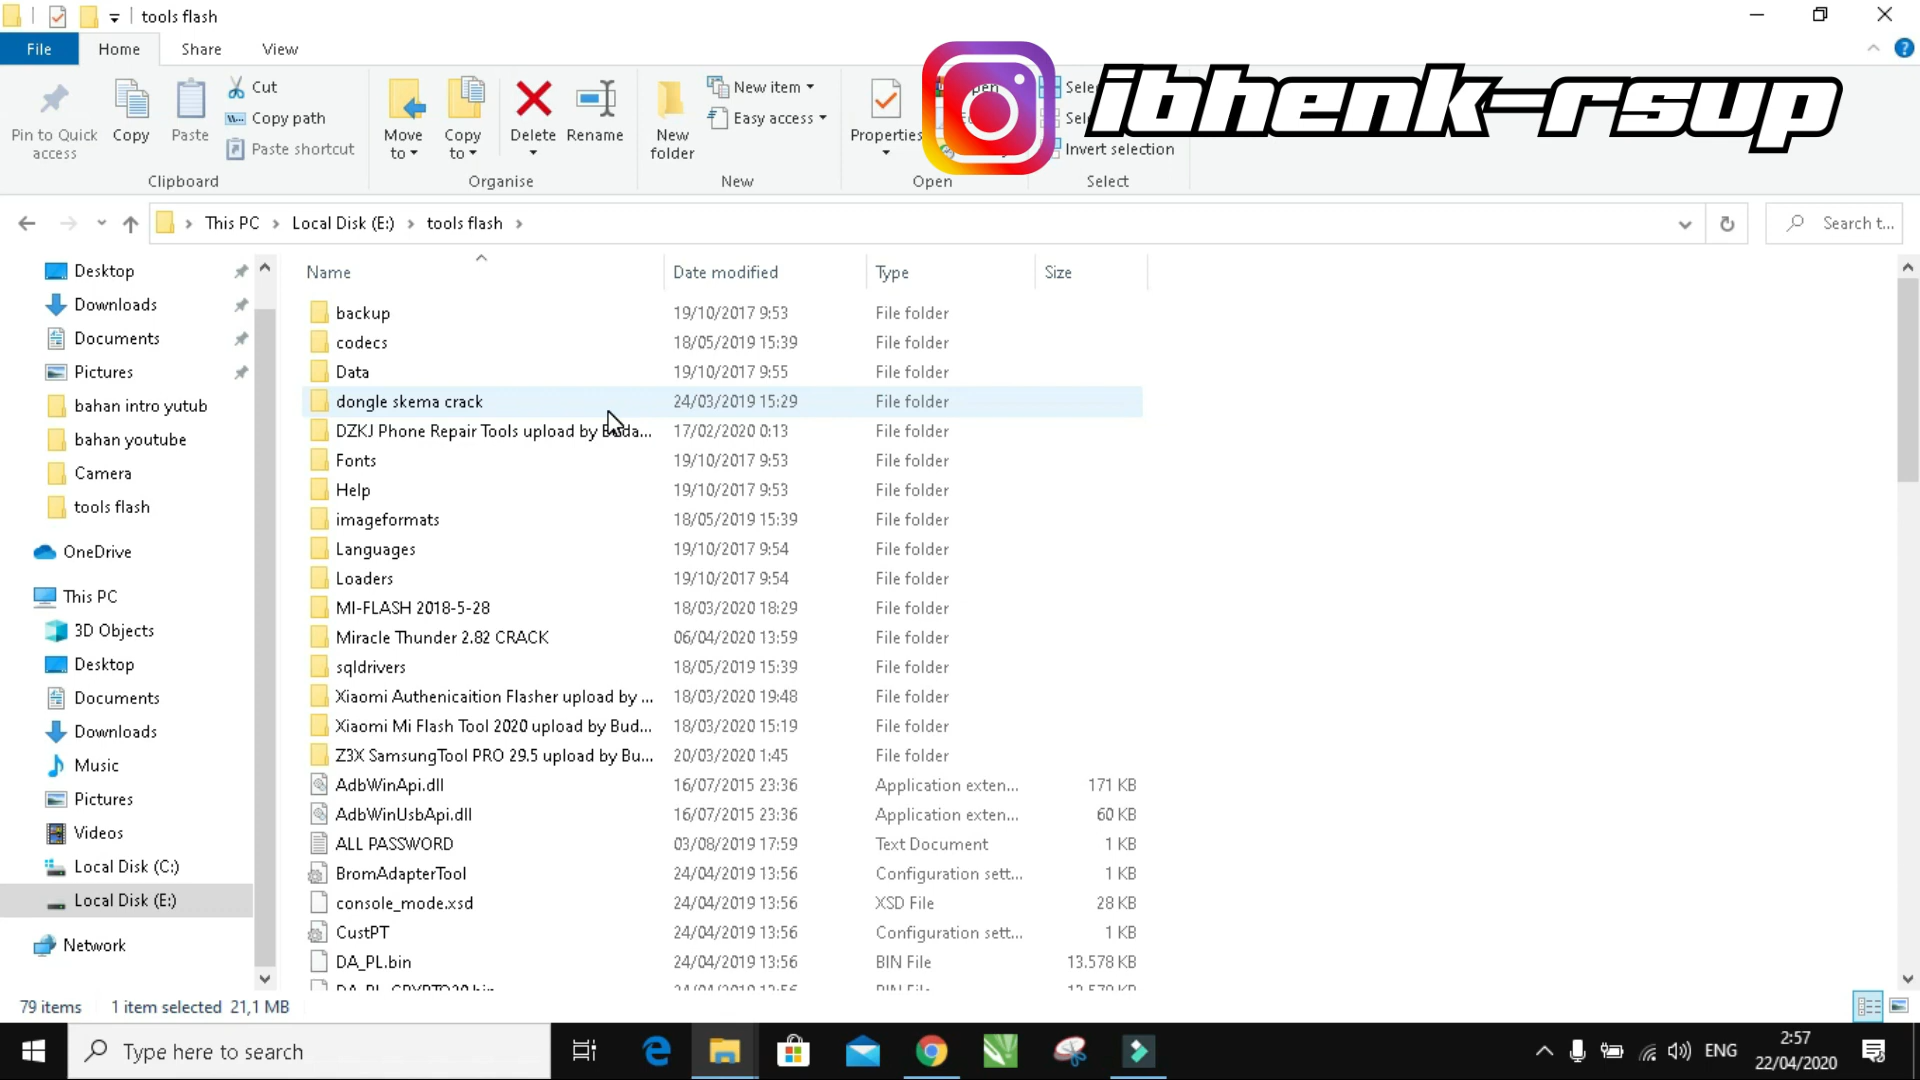 tools flash
File Home Share View
ibhenk-rsup
Pin to Quick access
Copy
Paste
Cut
Copy path
Paste shortcut
Move to
Copy to
Delete
Rename
New folder
New item
Easy access
Properties
Invert selection
Clipboard Organise New Open Select
This PC > Local Disk (E:) > tools flash >
Search t...
Desktop
Downloads
Documents
Pictures
bahan intro yutub
bahan youtube
Camera
tools flash
OneDrive
This PC
3D Objects
Desktop
Documents
Downloads
Music
Pictures
Videos
Local Disk (C:)
Local Disk (E:)
Network
Name Date modified Type Size
backup 19/10/2017 9:53 File folder
codecs 18/05/2019 15:39 File folder
Data 19/10/2017 9:55 File folder
dongle skema crack 24/03/2019 15:29 File folder
DZKJ Phone Repair Tools upload by 17/02/2020 0:13 File folder
Fonts 19/10/2017 9:53 File folder
Help 19/10/2017 9:53 File folder
imageformats 18/05/2019 15:39 File folder
Languages 19/10/2017 9:54 File folder
Loaders 19/10/2017 9:54 File folder
MI-FLASH 2018-5-28 18/03/2020 18:29 File folder
Miracle Thunder 2.82 CRACK 06/04/2020 13:59 File folder
sqldrivers 18/05/2019 15:39 File folder
Xiaomi Authenicaition Flasher upload by ... 18/03/2020 19:48 File folder
Xiaomi Mi Flash Tool 2020 upload by Bud... 18/03/2020 15:19 File folder
Z3X SamsungTool PRO 29.5 upload by Bu... 20/03/2020 1:45 File folder
AdbWinApi.dll 16/07/2015 23:36 Application exten... 171 KB
AdbWinUsbApi.dll 16/07/2015 23:36 Application exten... 60 KB
ALL PASSWORD 03/08/2019 17:59 Text Document 1 KB
BromAdapterTool 24/04/2019 13:56 Configuration sett... 1 KB
console_mode.xsd 24/04/2019 13:56 XSD File 28 KB
CustPT 24/04/2019 13:56 Configuration sett... 1 KB
DA_PL.bin 24/04/2019 13:56 BIN File 13.578 KB
79 items 1 item selected 21,1 MB
Type here to search
ENG
2:57
22/04/2020